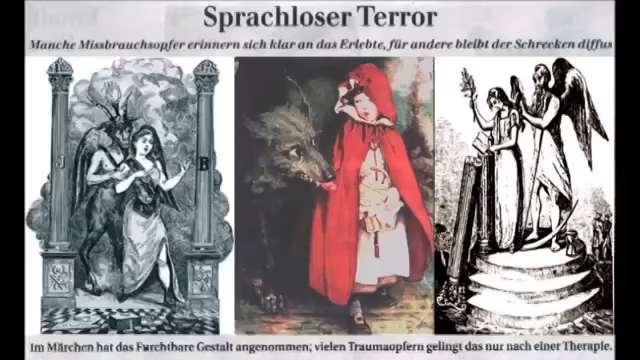 Sprachloser Terror
Manche Missbrauchsopfer erinnern sich klar an das Erlebte, für andere bleibt der Schrecken diffus
J B
Im Märchen hat das Furchtbare Gestalt angenommen; vielen Traumaopfern gelingt das nur nach einer Therapie.